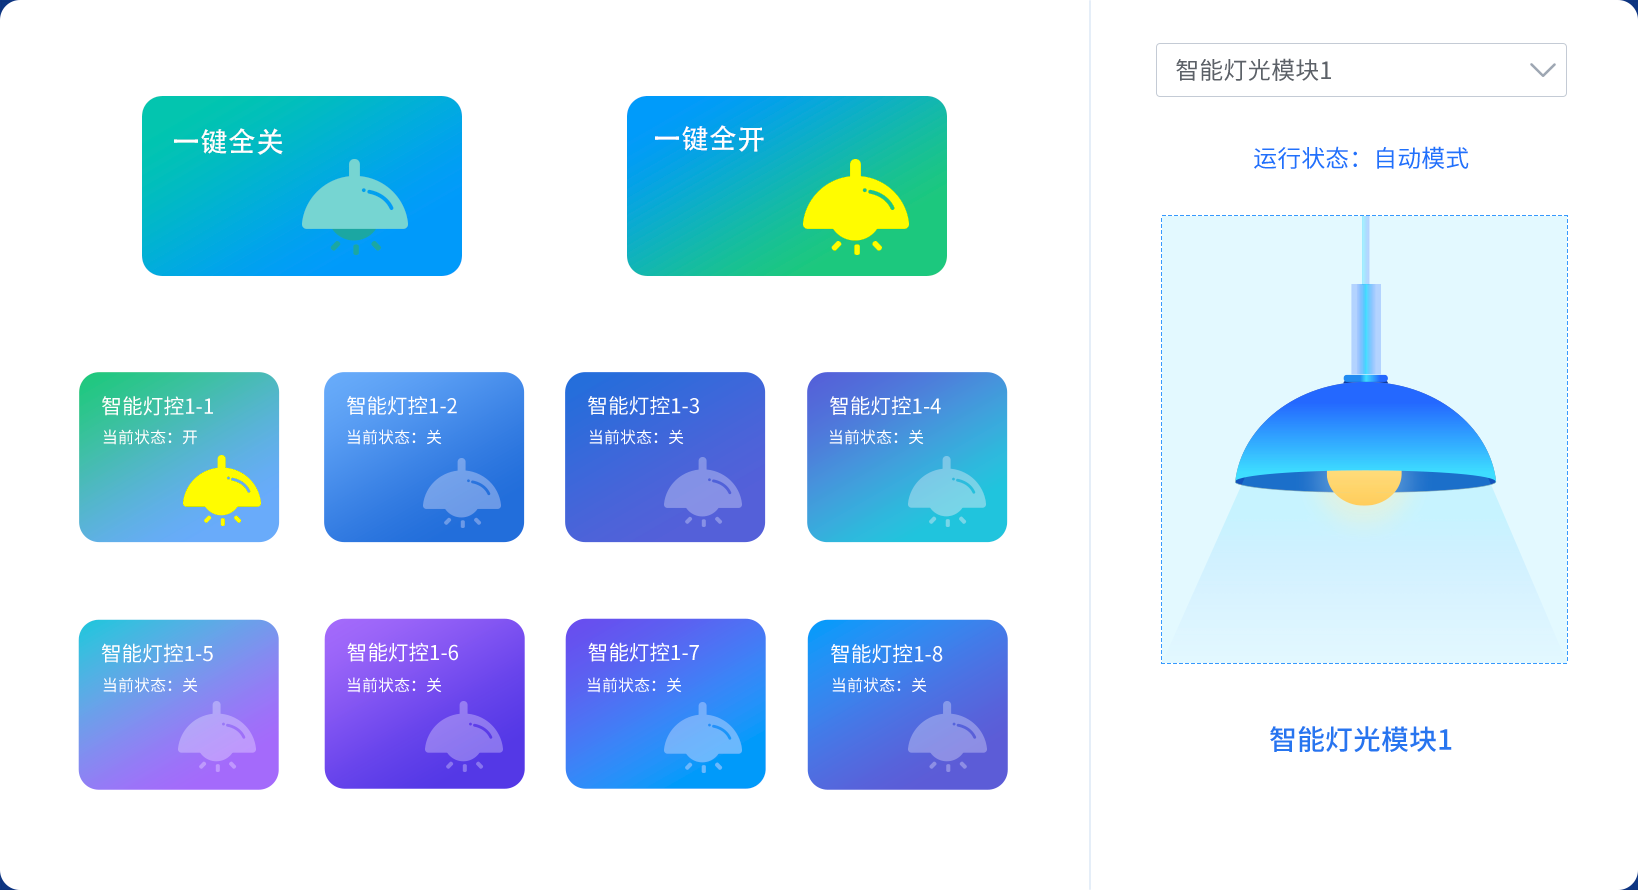 一键全关
一键全开
智能灯控1-1
当前状态：开
智能灯控1-2
当前状态：关
智能灯控1-3
当前状态：关
智能灯控1-4
当前状态：关
智能灯控1-5
当前状态：关
智能灯控1-6
当前状态：关
智能灯控1-7
当前状态：关
智能灯控1-8
当前状态：关
智能灯光模块1
运行状态：自动模式
智能灯光模块1